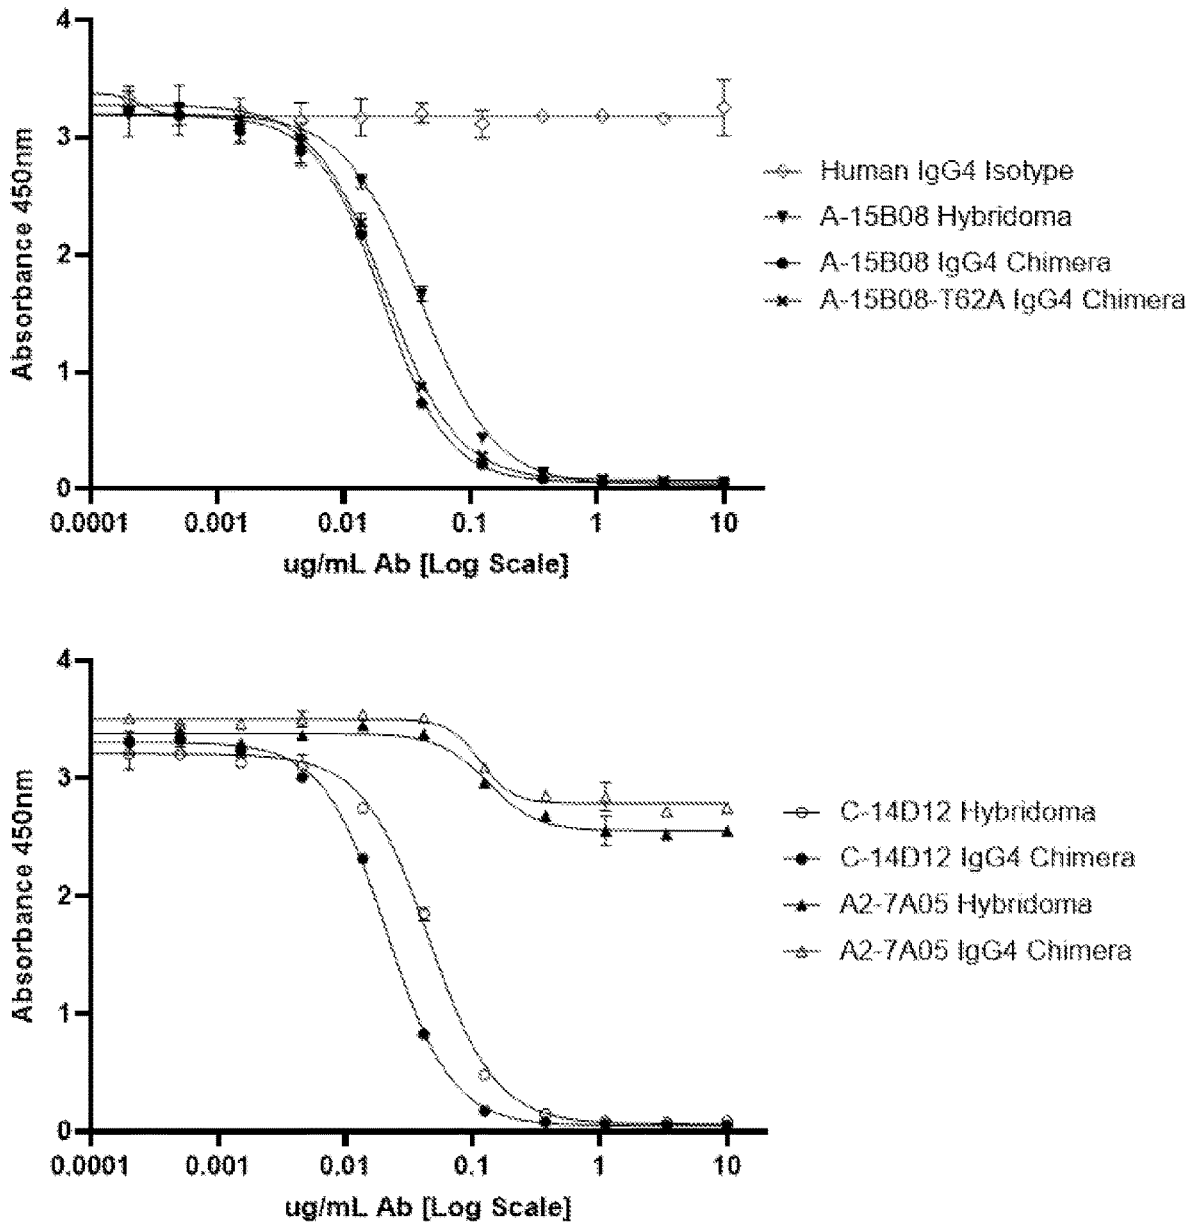 4
3
2
1
0
Absorbance 450nm
0.0001
0.001
0.01
0.1
1
10
ug/mL Ab [Log Scale]
Human IgG4 Isotype
A-15B08 Hybridoma
A-15B08 IgG4 Chimera
A-15B08-T62A IgG4 Chimera
4
3
2
1
0
Absorbance 450nm
0.0001
0.001
0.01
0.1
1
10
ug/mL Ab [Log Scale]
C-14D12 Hybridoma
C-14D12 IgG4 Chimera
A2-7A05 Hybridoma
A2-7A05 IgG4 Chimera